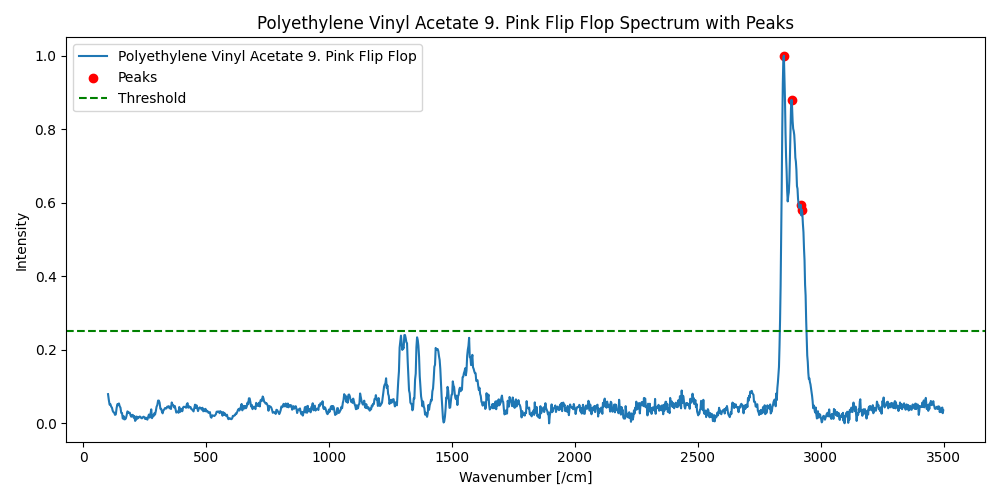 Polyethylene Vinyl Acetate 9. Pink Flip Flop Spectrum with Peaks
Polyethylene Vinyl Acetate 9. Pink Flip Flop
Peaks
Threshold
1.0
0.8
0.6
0.4
0.2
0.0
Intensity
0 500 1000 1500 2000 2500 3000 3500
Wavenumber [/cm]